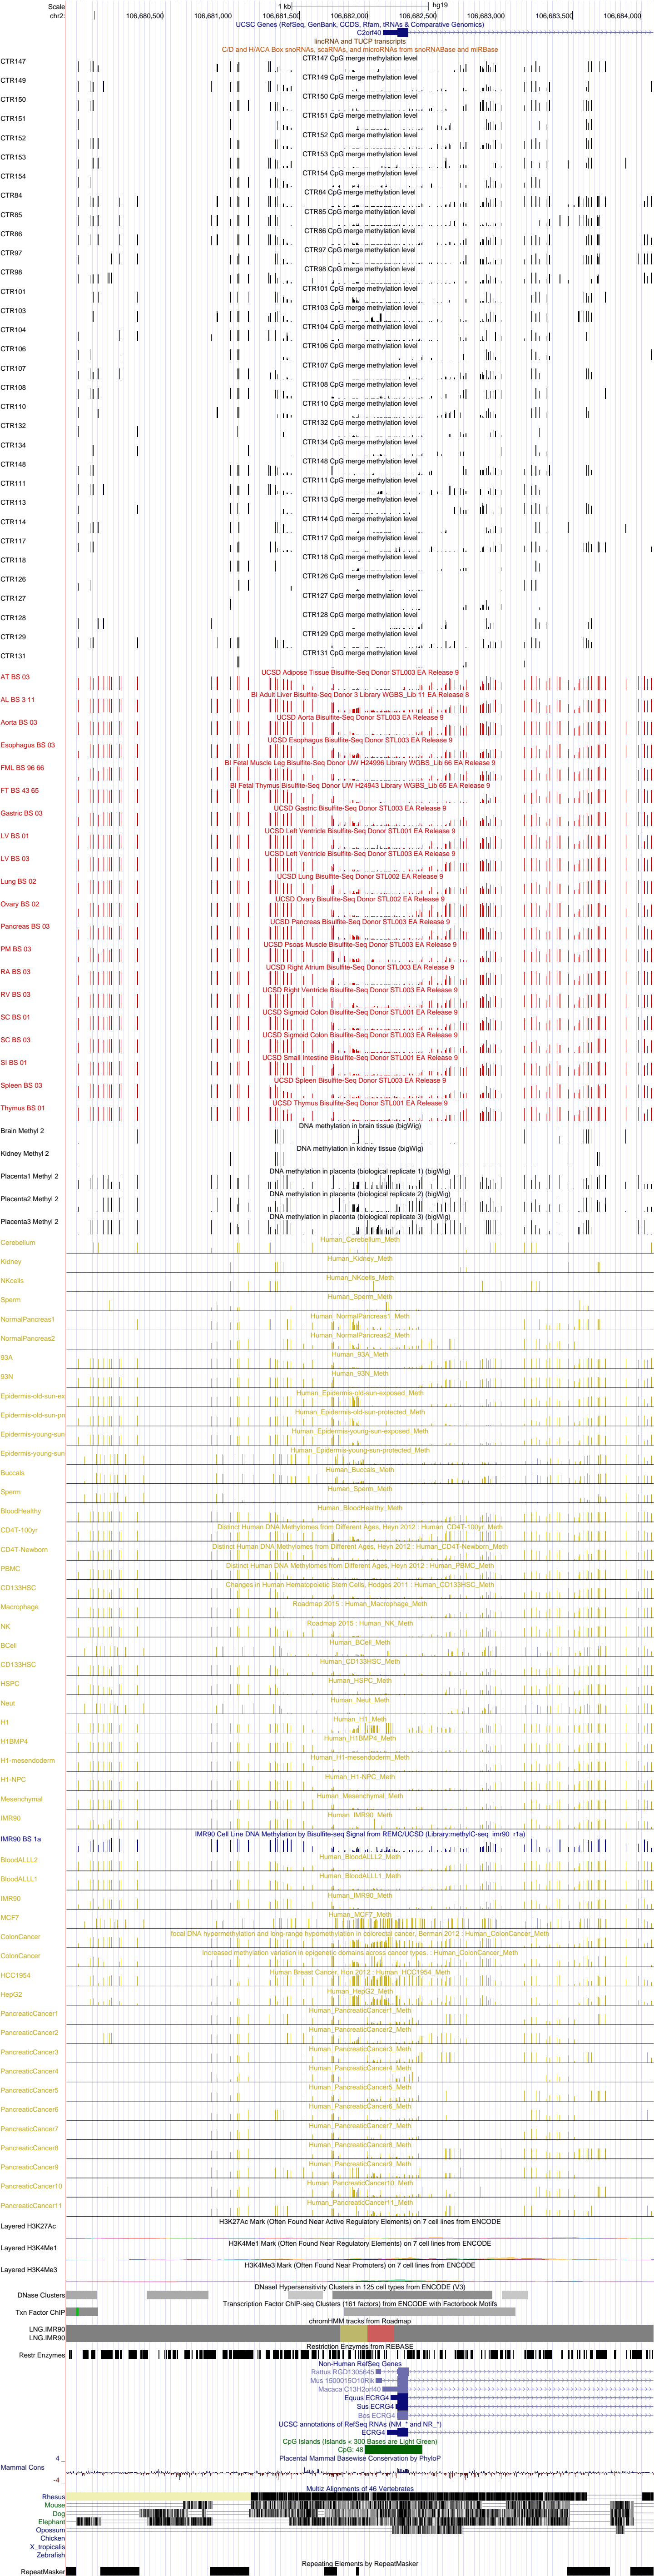 Scale 1 kb hg19
chr2: 106,680,500 106,681,000 106,681,500 106,682,000 106,682,500 106,683,000 106,683,500 106,684,000
UCSC Genes (RefSeq, GenBank, CCDS, Rfam, tRNAs & Comparative Genomics)
C2orf40
lincRNA and TUCP transcripts
C/D and H/ACA Box snoRNAs, scaRNAs, and microRNAs from snoRNABase and miRBase
CTR147 CpG merge methylation level
CTR147
CTR149 CpG merge methylation level
CTR149
CTR150 CpG merge methylation level
CTR150
CTR151 CpG merge methylation level
CTR151
CTR152 CpG merge methylation level
CTR152
CTR153 CpG merge methylation level
CTR153
CTR154 CpG merge methylation level
CTR154
CTR84 CpG merge methylation level
CTR84
CTR85 CpG merge methylation level
CTR85
CTR86 CpG merge methylation level
CTR86
CTR97 CpG merge methylation level
CTR97
CTR98 CpG merge methylation level
CTR98
CTR101 CpG merge methylation level
CTR101
CTR103 CpG merge methylation level
CTR103
CTR104 CpG merge methylation level
CTR104
CTR106 CpG merge methylation level
CTR106
CTR107 CpG merge methylation level
CTR107
CTR108 CpG merge methylation level
CTR108
CTR110 CpG merge methylation level
CTR110
CTR132 CpG merge methylation level
CTR132
CTR134 CpG merge methylation level
CTR134
CTR148 CpG merge methylation level
CTR148
CTR111 CpG merge methylation level
CTR111
CTR113 CpG merge methylation level
CTR113
CTR114 CpG merge methylation level
CTR114
CTR117 CpG merge methylation level
CTR117
CTR118 CpG merge methylation level
CTR118
CTR126 CpG merge methylation level
CTR126
CTR127 CpG merge methylation level
CTR127
CTR128 CpG merge methylation level
CTR128
CTR129 CpG merge methylation level
CTR129
CTR131 CpG merge methylation level
CTR131
UCSD Adipose Tissue Bisulfite-Seq Donor STL003 EA Release 9
AT BS 03
BI Adult Liver Bisulfite-Seq Donor 3 Library WGBS_Lib 11 EA Release 8
AL BS 3 11
UCSD Aorta Bisulfite-Seq Donor STL003 EA Release 9
Aorta BS 03
UCSD Esophagus Bisulfite-Seq Donor STL003 EA Release 9
Esophagus BS 03
BI Fetal Muscle Leg Bisulfite-Seq Donor UW H24996 Library WGBS_Lib 66 EA Release 9
FML BS 96 66
BI Fetal Thymus Bisulfite-Seq Donor UW H24943 Library WGBS_Lib 65 EA Release 9
FT BS 43 65
UCSD Gastric Bisulfite-Seq Donor STL003 EA Release 9
Gastric BS 03
UCSD Left Ventricle Bisulfite-Seq Donor STL001 EA Release 9
LV BS 01
UCSD Left Ventricle Bisulfite-Seq Donor STL003 EA Release 9
LV BS 03
UCSD Lung Bisulfite-Seq Donor STL002 EA Release 9
Lung BS 02
UCSD Ovary Bisulfite-Seq Donor STL002 EA Release 9
Ovary BS 02
UCSD Pancreas Bisulfite-Seq Donor STL003 EA Release 9
Pancreas BS 03
UCSD Psoas Muscle Bisulfite-Seq Donor STL003 EA Release 9
PM BS 03
UCSD Right Atrium Bisulfite-Seq Donor STL003 EA Release 9
RA BS 03
UCSD Right Ventricle Bisulfite-Seq Donor STL003 EA Release 9
RV BS 03
UCSD Sigmoid Colon Bisulfite-Seq Donor STL001 EA Release 9
SC BS 01
UCSD Sigmoid Colon Bisulfite-Seq Donor STL003 EA Release 9
SC BS 03
UCSD Small Intestine Bisulfite-Seq Donor STL001 EA Release 9
SI BS 01
UCSD Spleen Bisulfite-Seq Donor STL003 EA Release 9
Spleen BS 03
UCSD Thymus Bisulfite-Seq Donor STL001 EA Release 9
Thymus BS 01
DNA methylation in brain tissue (bigWig)
Brain Methyl 2
DNA methylation in kidney tissue (bigWig)
Kidney Methyl 2
DNA methylation in placenta (biological replicate 1) (bigWig)
Placenta1 Methyl 2
DNA methylation in placenta (biological replicate 2) (bigWig)
Placenta2 Methyl 2
DNA methylation in placenta (biological replicate 3) (bigWig)
Placenta3 Methyl 2
Human_Cerebellum_Meth
Cerebellum
Human_Kidney_Meth
Kidney
Human_NKcells_Meth
NKcells
Human_Sperm_Meth
Sperm
Human_NormalPancreas1_Meth
NormalPancreas1
Human_NormalPancreas2_Meth
NormalPancreas2
Human_93A_Meth
93A
Human_93N_Meth
93N
Human_Epidermis-old-sun-exposed_Meth
Epidermis-old-sun-ex
Human_Epidermis-old-sun-protected_Meth
Epidermis-old-sun-pr
Human_Epidermis-young-sun-exposed_Meth
Epidermis-young-sun
Human_Epidermis-young-sun-protected_Meth
Epidermis-young-sun
Human_Buccals_Meth
Buccals
Human_Sperm_Meth
Sperm
Human_BloodHealthy_Meth
BloodHealthy
Distinct Human DNA Methylomes from Different Ages, Heyn 2012 : Human_CD4T-100yr_Meth
CD4T-100yr
Distinct Human DNA Methylomes from Different Ages, Heyn 2012 : Human_CD4T-Newborn_Meth
CD4T-Newborn
Distinct Human DNA Methylomes from Different Ages, Heyn 2012 : Human_PBMC_Meth
PBMC
Changes in Human Hematopoietic Stem Cells, Hodges 2011 : Human_CD133HSC_Meth
CD133HSC
Roadmap 2015 : Human_Macrophage_Meth
Macrophage
Roadmap 2015 : Human_NK_Meth
NK
Human_BCell_Meth
BCell
Human_CD133HSC_Meth
CD133HSC
Human_HSPC_Meth
HSPC
Human_Neut_Meth
Neut
Human_H1_Meth
H1
Human_H1BMP4_Meth
H1BMP4
Human_H1-mesendoderm_Meth
H1-mesendoderm
Human_H1-NPC_Meth
H1-NPC
Human_Mesenchymal_Meth
Mesenchymal
Human_IMR90_Meth
IMR90
IMR90 Cell Line DNA Methylation by Bisulfite-seq Signal from REMC/UCSD (Library:methylC-seq_imr90_r1a)
IMR90 BS 1a
Human_BloodALLL2_Meth
BloodALLL2
Human_BloodALLL1_Meth
BloodALLL1
Human_IMR90_Meth
IMR90
Human_MCF7_Meth
MCF7
focal DNA hypermethylation and long-range hypomethylation in colorectal cancer, Berman 2012 : Human_ColonCancer_Meth
ColonCancer
Increased methylation variation in epigenetic domains across cancer types. : Human_ColonCancer_Meth
ColonCancer
Human Breast Cancer, Hon 2012 : Human_HCC1954_Meth
HCC1954
Human_HepG2_Meth
HepG2
Human_PancreaticCancer1_Meth
PancreaticCancer1
Human_PancreaticCancer2_Meth
PancreaticCancer2
Human_PancreaticCancer3_Meth
PancreaticCancer3
Human_PancreaticCancer4_Meth
PancreaticCancer4
Human_PancreaticCancer5_Meth
PancreaticCancer5
Human_PancreaticCancer6_Meth
PancreaticCancer6
Human_PancreaticCancer7_Meth
PancreaticCancer7
Human_PancreaticCancer8_Meth
PancreaticCancer8
Human_PancreaticCancer9_Meth
PancreaticCancer9
Human_PancreaticCancer10_Meth
PancreaticCancer10
Human_PancreaticCancer11_Meth
PancreaticCancer11
H3K27Ac Mark (Often Found Near Active Regulatory Elements) on 7 cell lines from ENCODE
Layered H3K27Ac
H3K4Me1 Mark (Often Found Near Regulatory Elements) on 7 cell lines from ENCODE
Layered H3K4Me1
H3K4Me3 Mark (Often Found Near Promoters) on 7 cell lines from ENCODE
Layered H3K4Me3
DNaseI Hypersensitivity Clusters in 125 cell types from ENCODE (V3)
DNase Clusters
Transcription Factor ChIP-seq Clusters (161 factors) from ENCODE with Factorbook Motifs
Txn Factor ChIP
chromHMM tracks from Roadmap
LNG.IMR90
LNG.IMR90
Restriction Enzymes from REBASE
Restr Enzymes
Non-Human RefSeq Genes
Rattus RGD1305645
Mus 1500015O10Rik
Macaca C13H2orf40
Equus ECRG4
Sus ECRG4
Bos ECRG4
UCSC annotations of RefSeq RNAs (NM_* and NR_*)
ECRG4
CpG Islands (Islands < 300 Bases are Light Green)
CpG: 48
Placental Mammal Basewise Conservation by PhyloP
4 _
Mammal Cons
-4 _
Multiz Alignments of 46 Vertebrates
Rhesus
Mouse
Dog
Elephant
Opossum
Chicken
X_tropicalis
Zebrafish
Repeating Elements by RepeatMasker
RepeatMasker